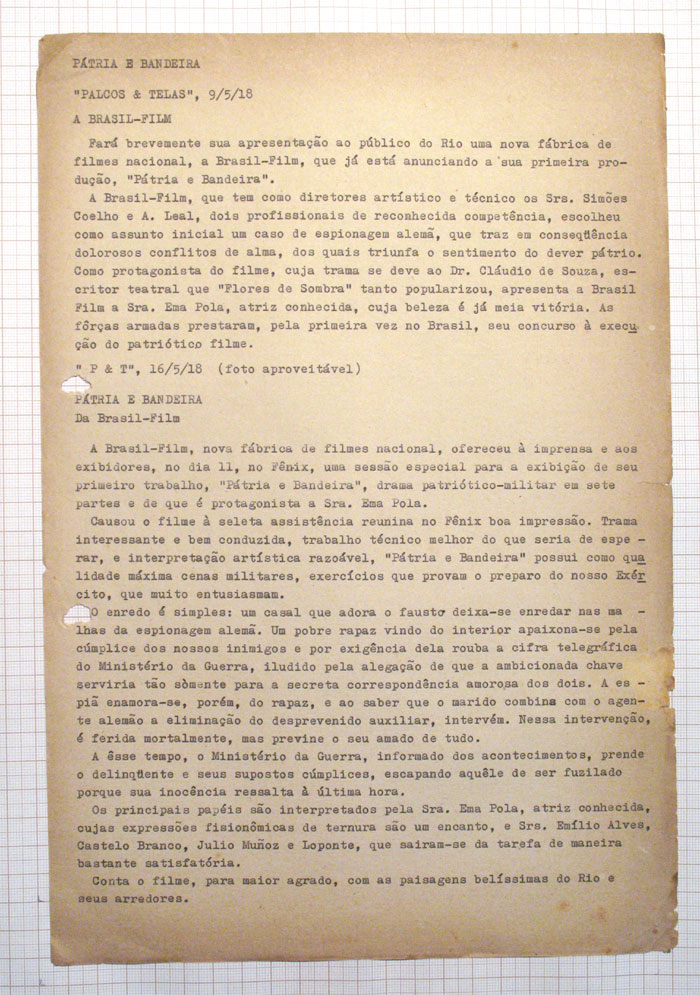 PÁTRIA E BANDEIRA
"PALCOS & TELAS", 9/5/18
A BRASIL-FILM
Fará brevemente sua apresentação ao público do Rio uma nova fábrica de
filmes nacional, a Brasil-Film, que já está anunciando a sua primeira pro-
dução, "Pátria e Bandeira".
A Brasil-Film, que tem como diretores artístico e técnico os Srs. Simões
Coelho e A. Leal, dois profissionais de reconhecida competência, escolheu
como assunto inicial um caso de espionagem alemã, que traz em conseqüência
dolorosos conflitos de alma, dos quais triunfa o sentimento do dever pátrio.
Como protagonista do filme, cuja trama se deve ao Dr. Cláudio de Souza, es-
critor teatral que "Flores de Sombra" tanto popularizou, apresenta a Brasil
Film a Sra. Ema Pola, atriz conhecida, cuja beleza é já meia vitória. As
fôrças armadas prestaram, pela primeira vez no Brasil, seu concurso à execu
ção do patriótico filme.
" P & T", 16/5/18 (foto aproveitável)
PÁTRIA E BANDEIRA
Da Brasil-Film
A Brasil-Film, nova fábrica de filmes nacional, ofereceu à imprensa e aos
exibidores, no dia 11, no Fênix, uma sessão especial para a exibição de seu
primeiro trabalho, "Pátria e Bandeira", drama patriótico-militar em sete
partes e de que é protagonista a Sra. Ema Pola.
Causou o filme à seleta assistência reunina no Fênix boa impressão. Trama
interessante e bem conduzida, trabalho técnico melhor do que seria de espe -
rar, e interpretação artística razoável, "Pátria e Bandeira" possui como qua
lidade máxima cenas militares, exercícios que provam o preparo do nosso Exér
cito, que muito entusiasmam.
O enredo é simples: um casal que adora o fausto deixa-se enredar nas ma -
lhas da espionagem alemã. Um pobre rapaz vindo do interior apaixona-se pela
cúmplice dos nossos inimigos e por exigência dela rouba a cifra telegráfica
do Ministério da Guerra, iludido pela alegação de que a ambicionada chave
serviria tão sòmente para a secreta correspondência amorosa dos dois. A es -
piã enamora-se, porém, do rapaz, e ao saber que o marido combina com o agen-
te alemão a eliminação do desprevenido auxiliar, intervém. Nessa intervenção,
é ferida mortalmente, mas previne o seu amado de tudo.
A êsse tempo, o Ministério da Guerra, informado dos acontecimentos, prende
o delinqüente e seus supostos cúmplices, escapando aquêle de ser fuzilado
porque sua inocência ressalta à última hora.
Os principais papéis são interpretados pela Sra. Ema Pola, atriz conhecida,
cujas expressões fisionômicas de ternura são um encanto, e Srs. Emílio Alves,
Castelo Branco, Julio Muñoz e Loponte, que sairam-se da tarefa de maneira
bastante satisfatória.
Conta o filme, para maior agrado, com as paisagens belíssimas do Rio e
seus arredores.